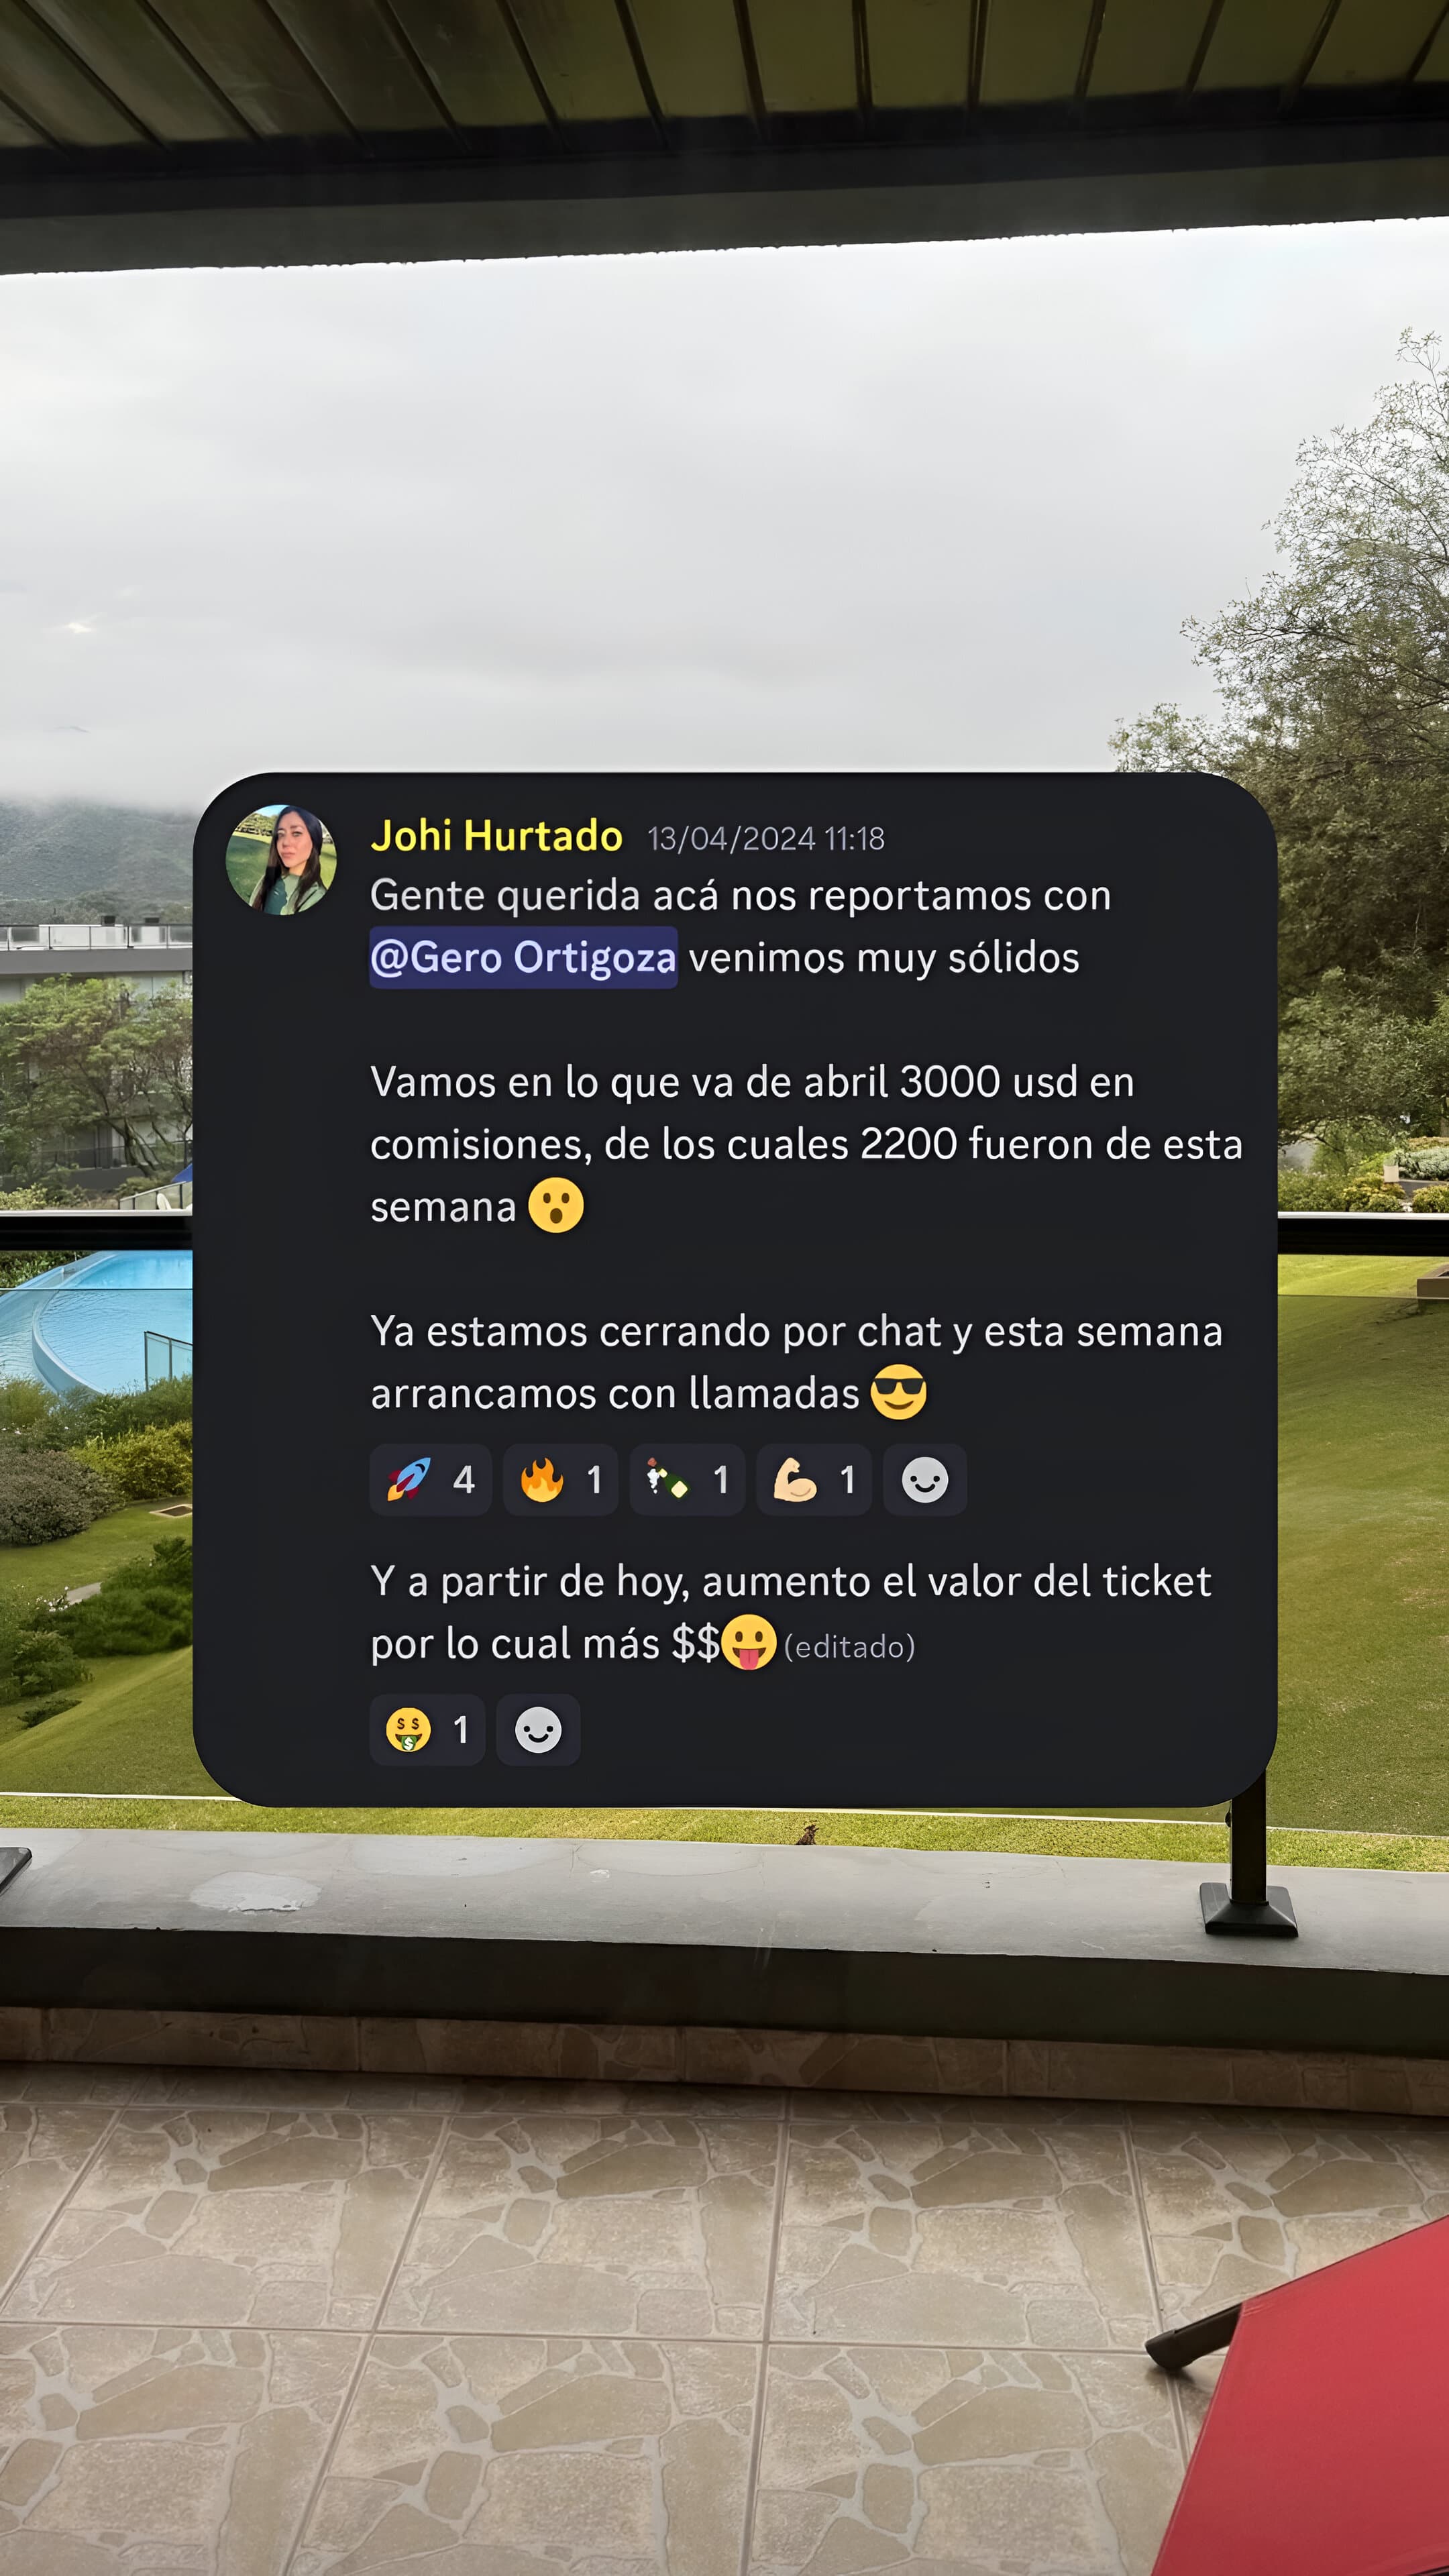 Johi Hurtado 13/04/2024 11:18
Gente querida acá nos reportamos con
@Gero Ortigoza venimos muy sólidos
Vamos en lo que va de abril 3000 usd en
comisiones, de los cuales 2200 fueron de esta
semana 😮
Ya estamos cerrando por chat y esta semana
arrancamos con llamadas 😎
🚀 4 🔥 1 🍾 1 💪🏻 1
Y a partir de hoy, aumento el valor del ticket
por lo cual más $$😛 (editado)
🤑 1